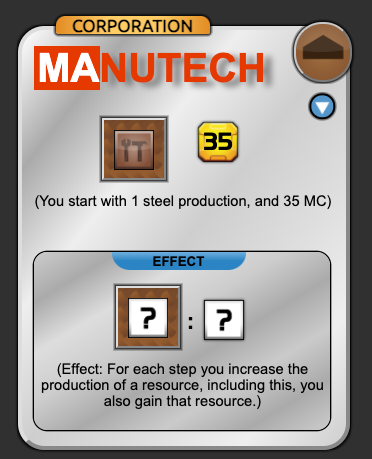 CORPORATION
MANUTECH
35
(You start with 1 steel production, and 35 MC)
EFFECT
? : ?
(Effect: For each step you increase the
production of a resource, including this, you
also gain that resource.)